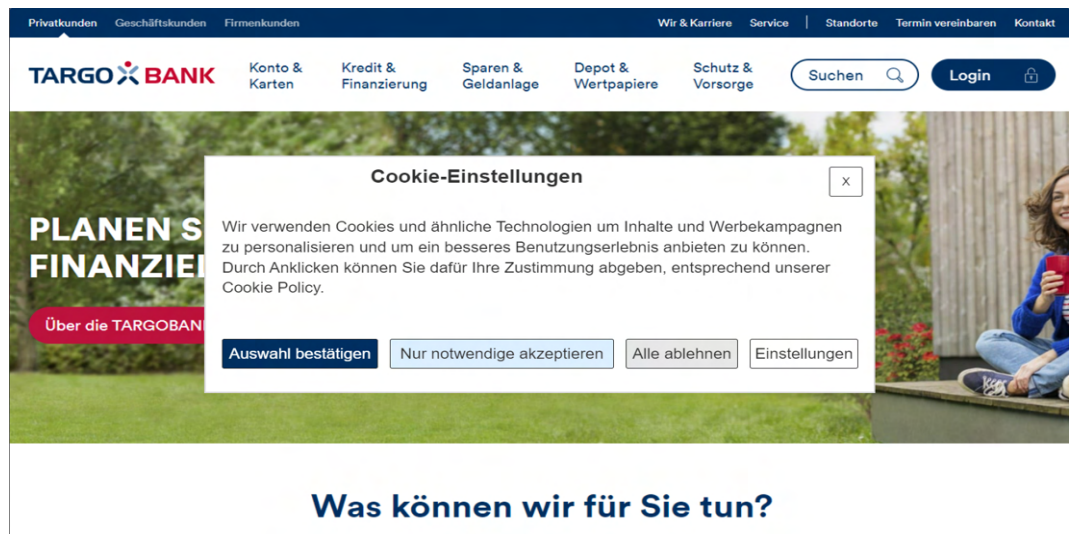 Privatkunden Geschäftskunden Firmenkunden Wir & Karriere Service Standorte Termin vereinbaren Kontakt
TARGO BANK
Konto &
Karten
Kredit &
Finanzierung
Sparen &
Geldanlage
Depot &
Wertpapiere
Schutz &
Vorsorge
Suchen
Login
PLANEN S
FINANZIE
Über die TARGOBAN
Cookie-Einstellungen
X
Wir verwenden Cookies und ähnliche Technologien um Inhalte und Werbekampagnen
zu personalisieren und um ein besseres Benutzungserlebnis anbieten zu können.
Durch Anklicken können Sie dafür Ihre Zustimmung abgeben, entsprechend unserer
Cookie Policy.
Auswahl bestätigen Nur notwendige akzeptieren Alle ablehnen Einstellungen
Was können wir für Sie tun?